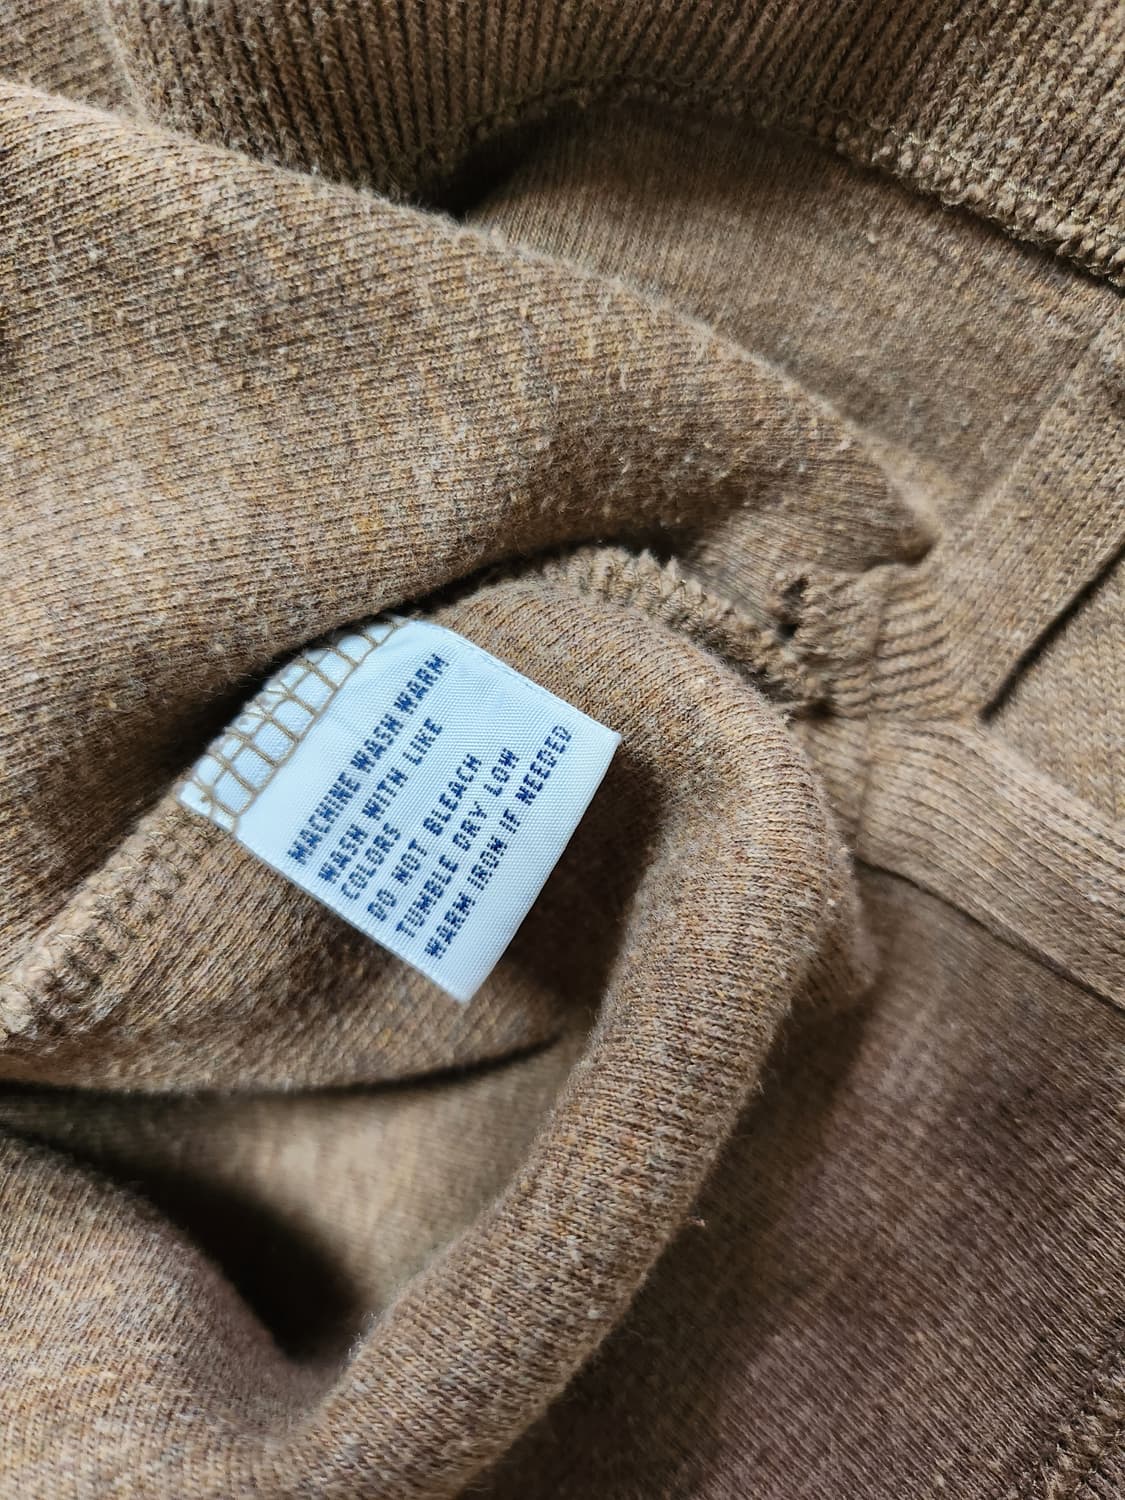 MACHINE WASH WARM
WASH WITH LIKE
COLORS
DO NOT BLEACH
TUMBLE DRY LOW
WARM IRON IF NEEDED